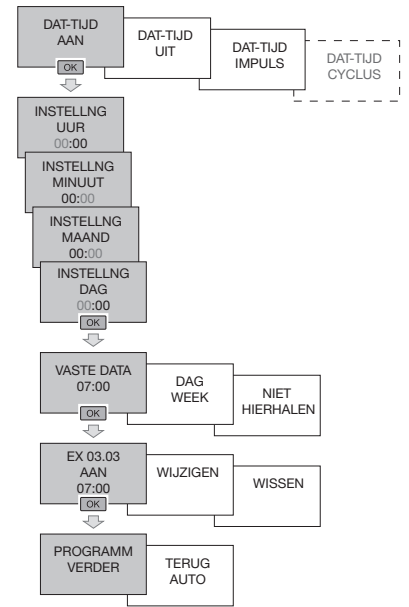 DAT-TIJD
AAN
OK
DAT-TIJD
UIT
DAT-TIJD
IMPULS
DAT-TIJD
CYCLUS
INSTELLNG
UUR
00:00
INSTELLNG
MINUUT
00:00
INSTELLNG
MAAND
00:00
INSTELLNG
DAG
00:00
OK
VASTE DATA
07:00
OK
DAG
WEEK
NIET
HIERHALEN
EX 03.03
AAN
07:00
OK
WIJZIGEN
WISSEN
PROGRAMM
VERDER
TERUG
AUTO